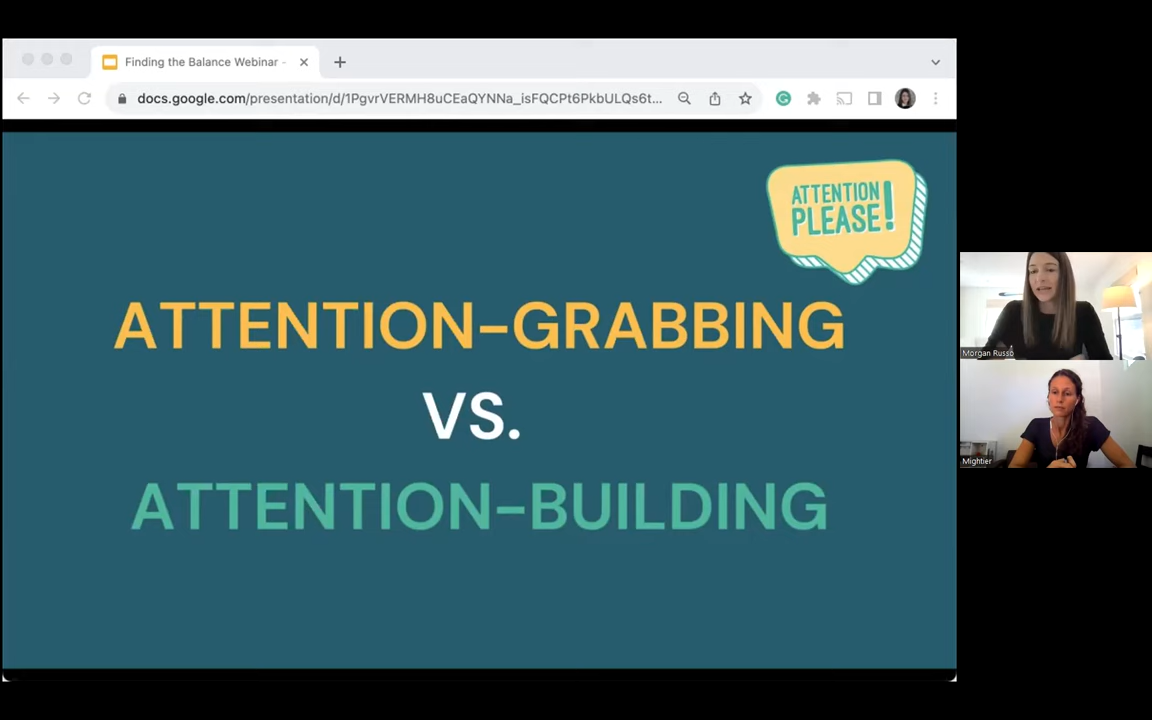 Finding the Balance Webinar -
docs.google.com/presentation/d/1PgvrVERMH8uCEaQYNNa_isFQCPt6PkbULQs6t...
ATTENTION
PLEASE!
ATTENTION-GRABBING
VS.
ATTENTION-BUILDING
Morgan Russo
Mightier